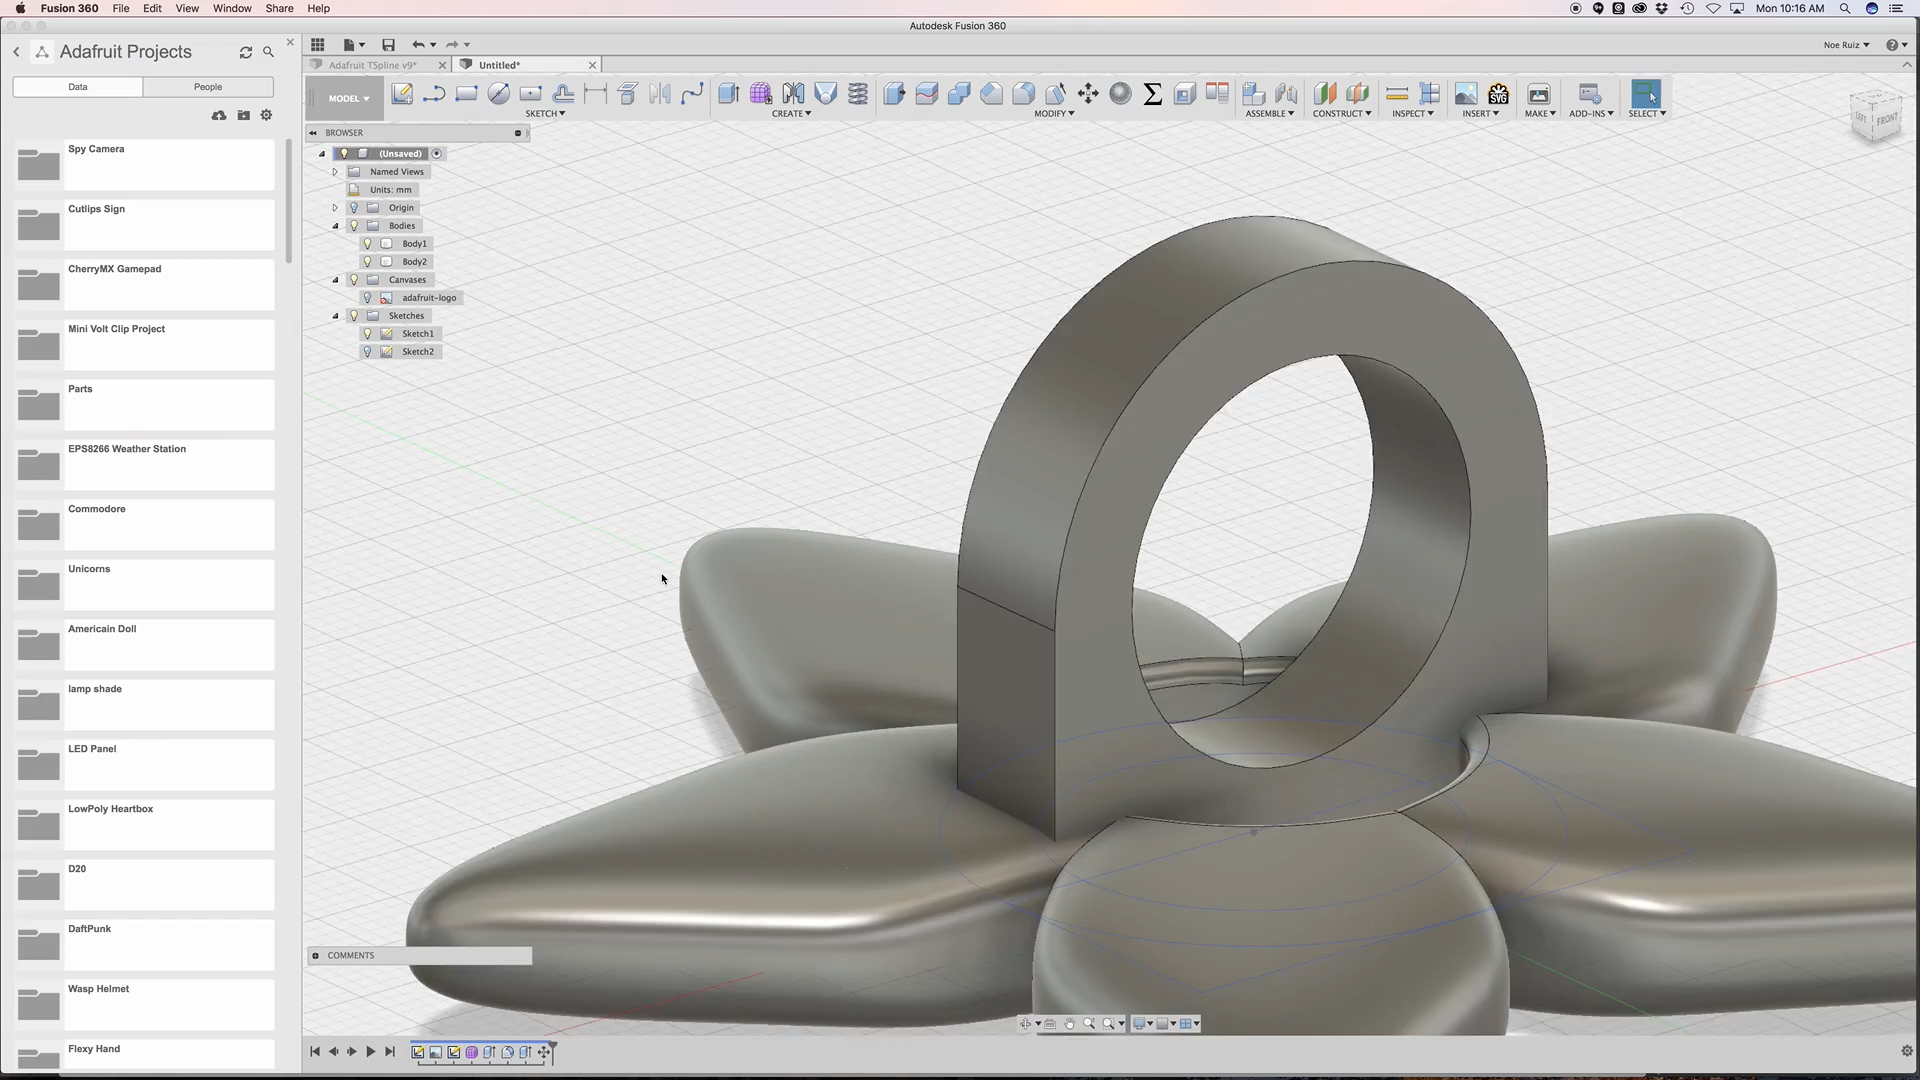 Fusion 360 File Edit View Window Share Help
Mon 10:16 AM
Autodesk Fusion 360
Adafruit Projects
Noe Ruiz
Adafruit TSpline v9*
Untitled*
Data People
MODEL
SKETCH
CREATE
MODIFY
ASSEMBLE
CONSTRUCT
INSPECT
SVG
INSERT
MAKE
ADD-INS
SELECT
LEFT FRONT
BROWSER
(Unsaved)
Named Views
Units: mm
Origin
Bodies
Body1
Body2
Canvases
adafruit-logo
Sketches
Sketch1
Sketch2
Spy Camera
Cutlips Sign
CherryMX Gamepad
Mini Volt Clip Project
Parts
EPS8266 Weather Station
Commodore
Unicorns
Americain Doll
lamp shade
LED Panel
LowPoly Heartbox
D20
DaftPunk
Wasp Helmet
Flexy Hand
COMMENTS